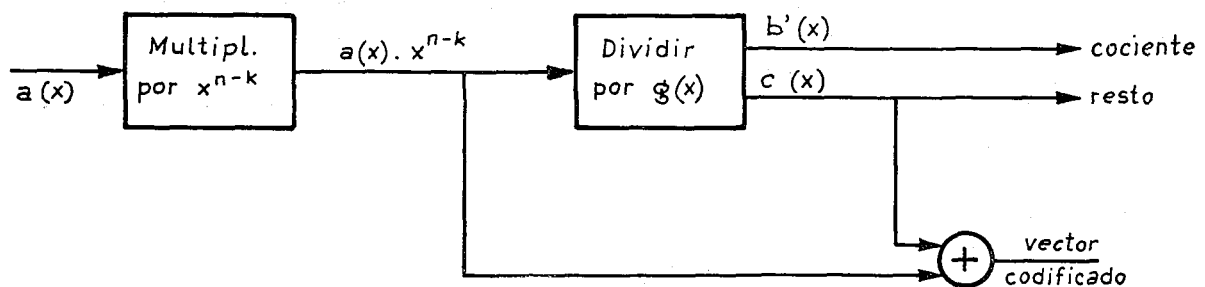 a(x)
Multipl.
por x^{n-k}
a(x). x^{n-k}
Dividir
por g(x)
b'(x)
cociente
c (x)
resto
+
vector
codificado